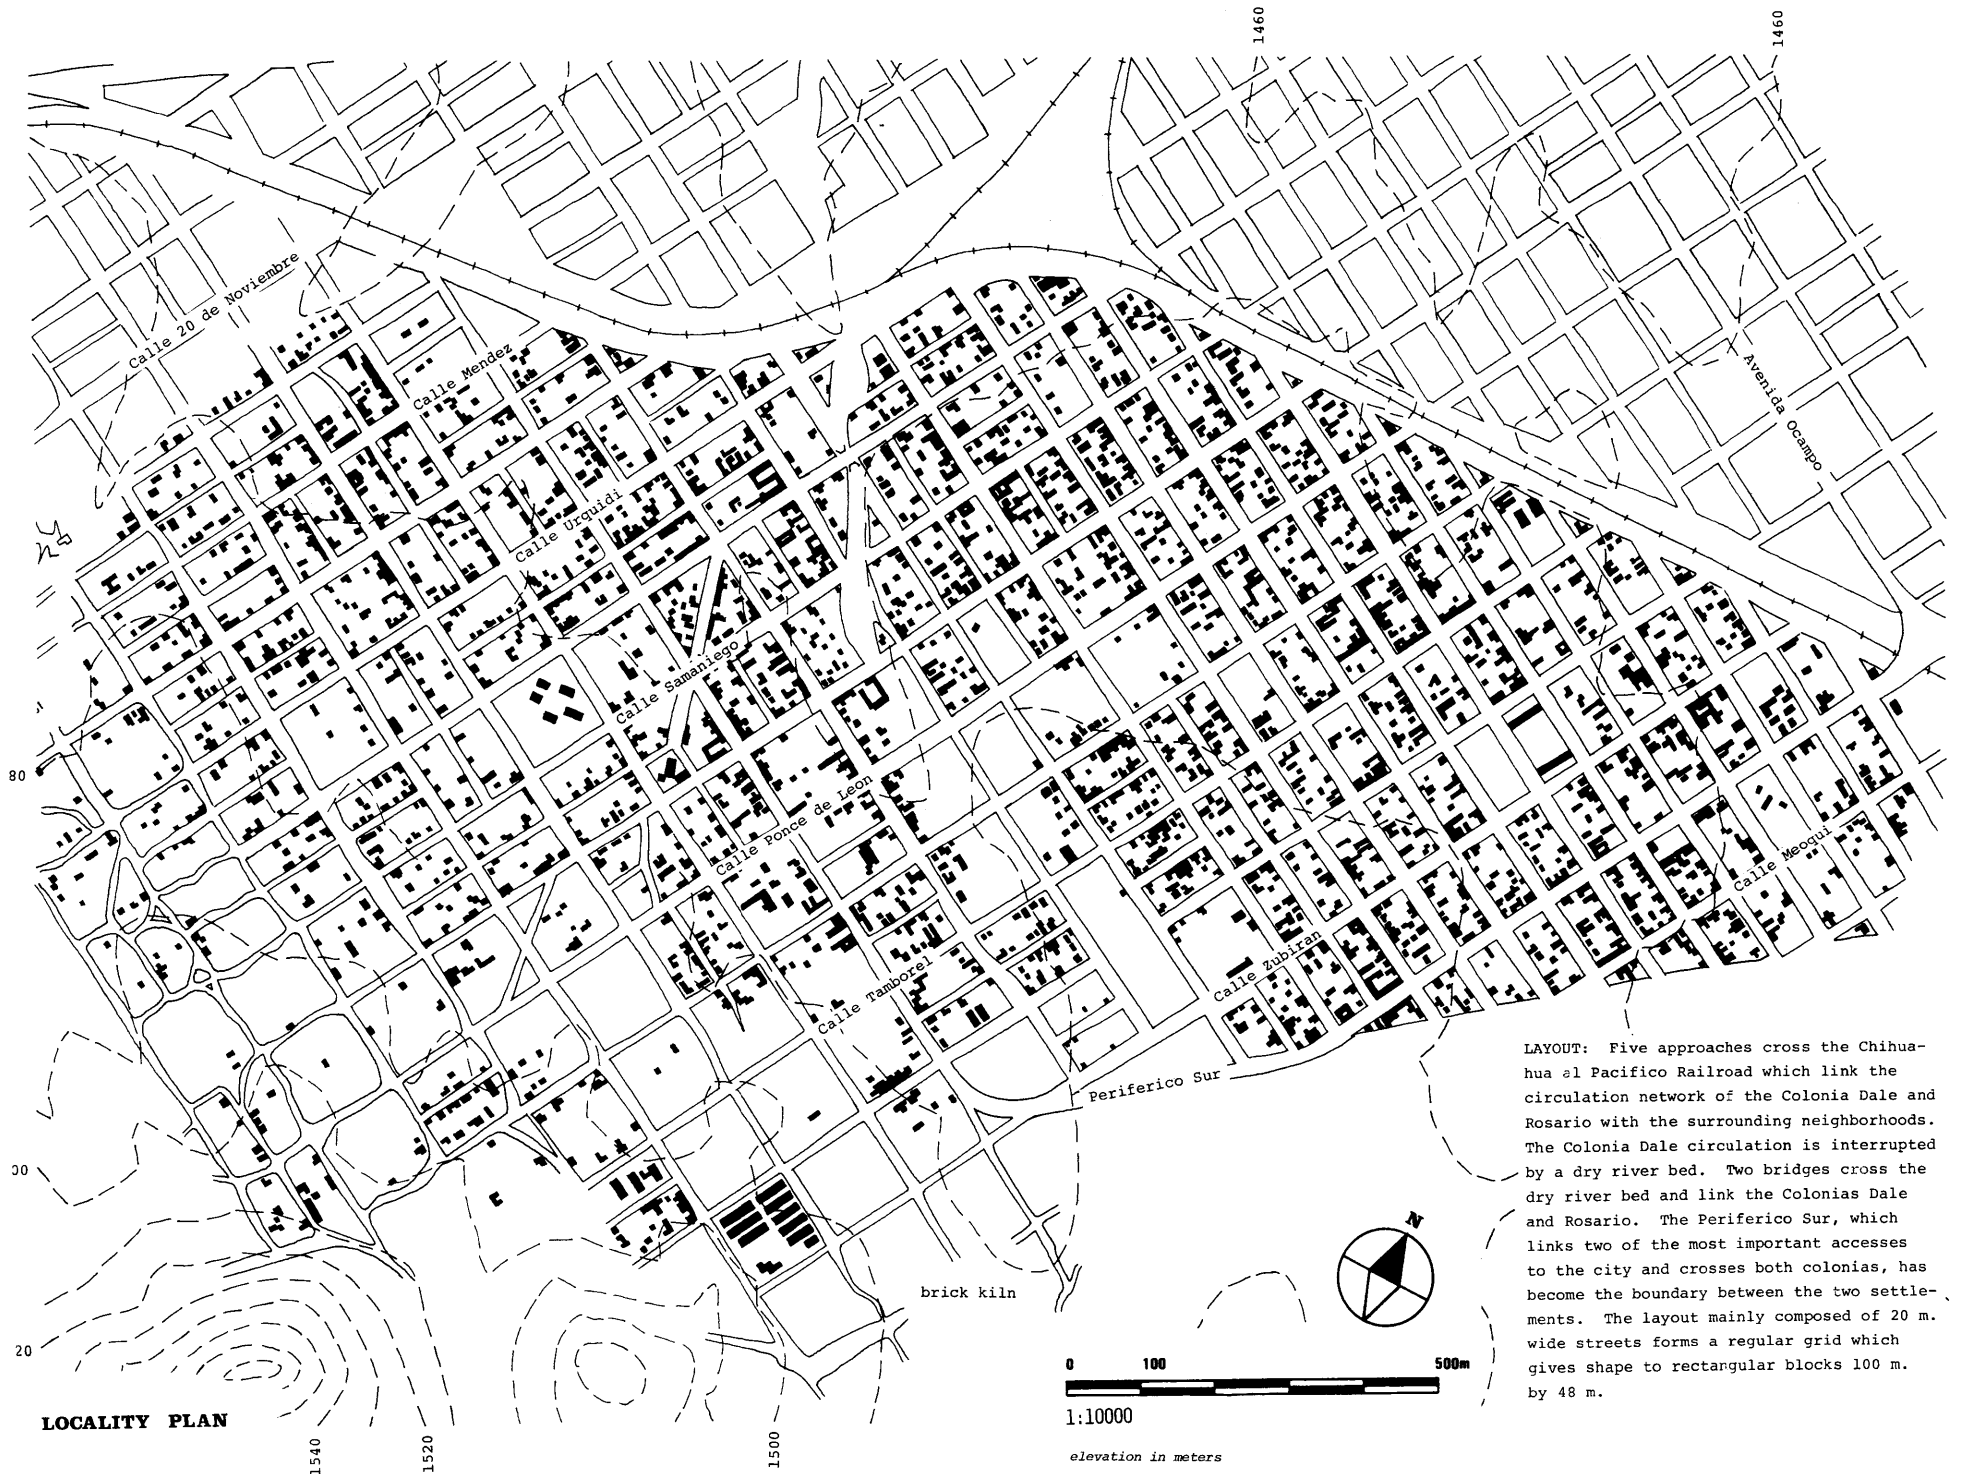 1460
1460
Calle 20 de Noviembre
Calle Mendez
Avenida Ocampo
Calle Urquidi
Calle Samaniego
80
Calle Ponce de Leon
Calle Meoqui
Calle Zubiran
Calle Tamborel
Periferico Sur
LAYOUT: Five approaches cross the Chihua-
hua al Pacifico Railroad which link the
circulation network of the Colonia Dale and
Rosario with the surrounding neighborhoods.
The Colonia Dale circulation is interrupted
by a dry river bed. Two bridges cross the
dry river bed and link the Colonias Dale
and Rosario. The Periferico Sur, which
links two of the most important accesses
to the city and crosses both colonias, has
become the boundary between the two settle-
ments. The layout mainly composed of 20 m.
wide streets forms a regular grid which
gives shape to rectangular blocks 100 m.
by 48 m.
N
brick kiln
20
0 100 500m
1:10000
elevation in meters
LOCALITY PLAN
1540
1520
1500